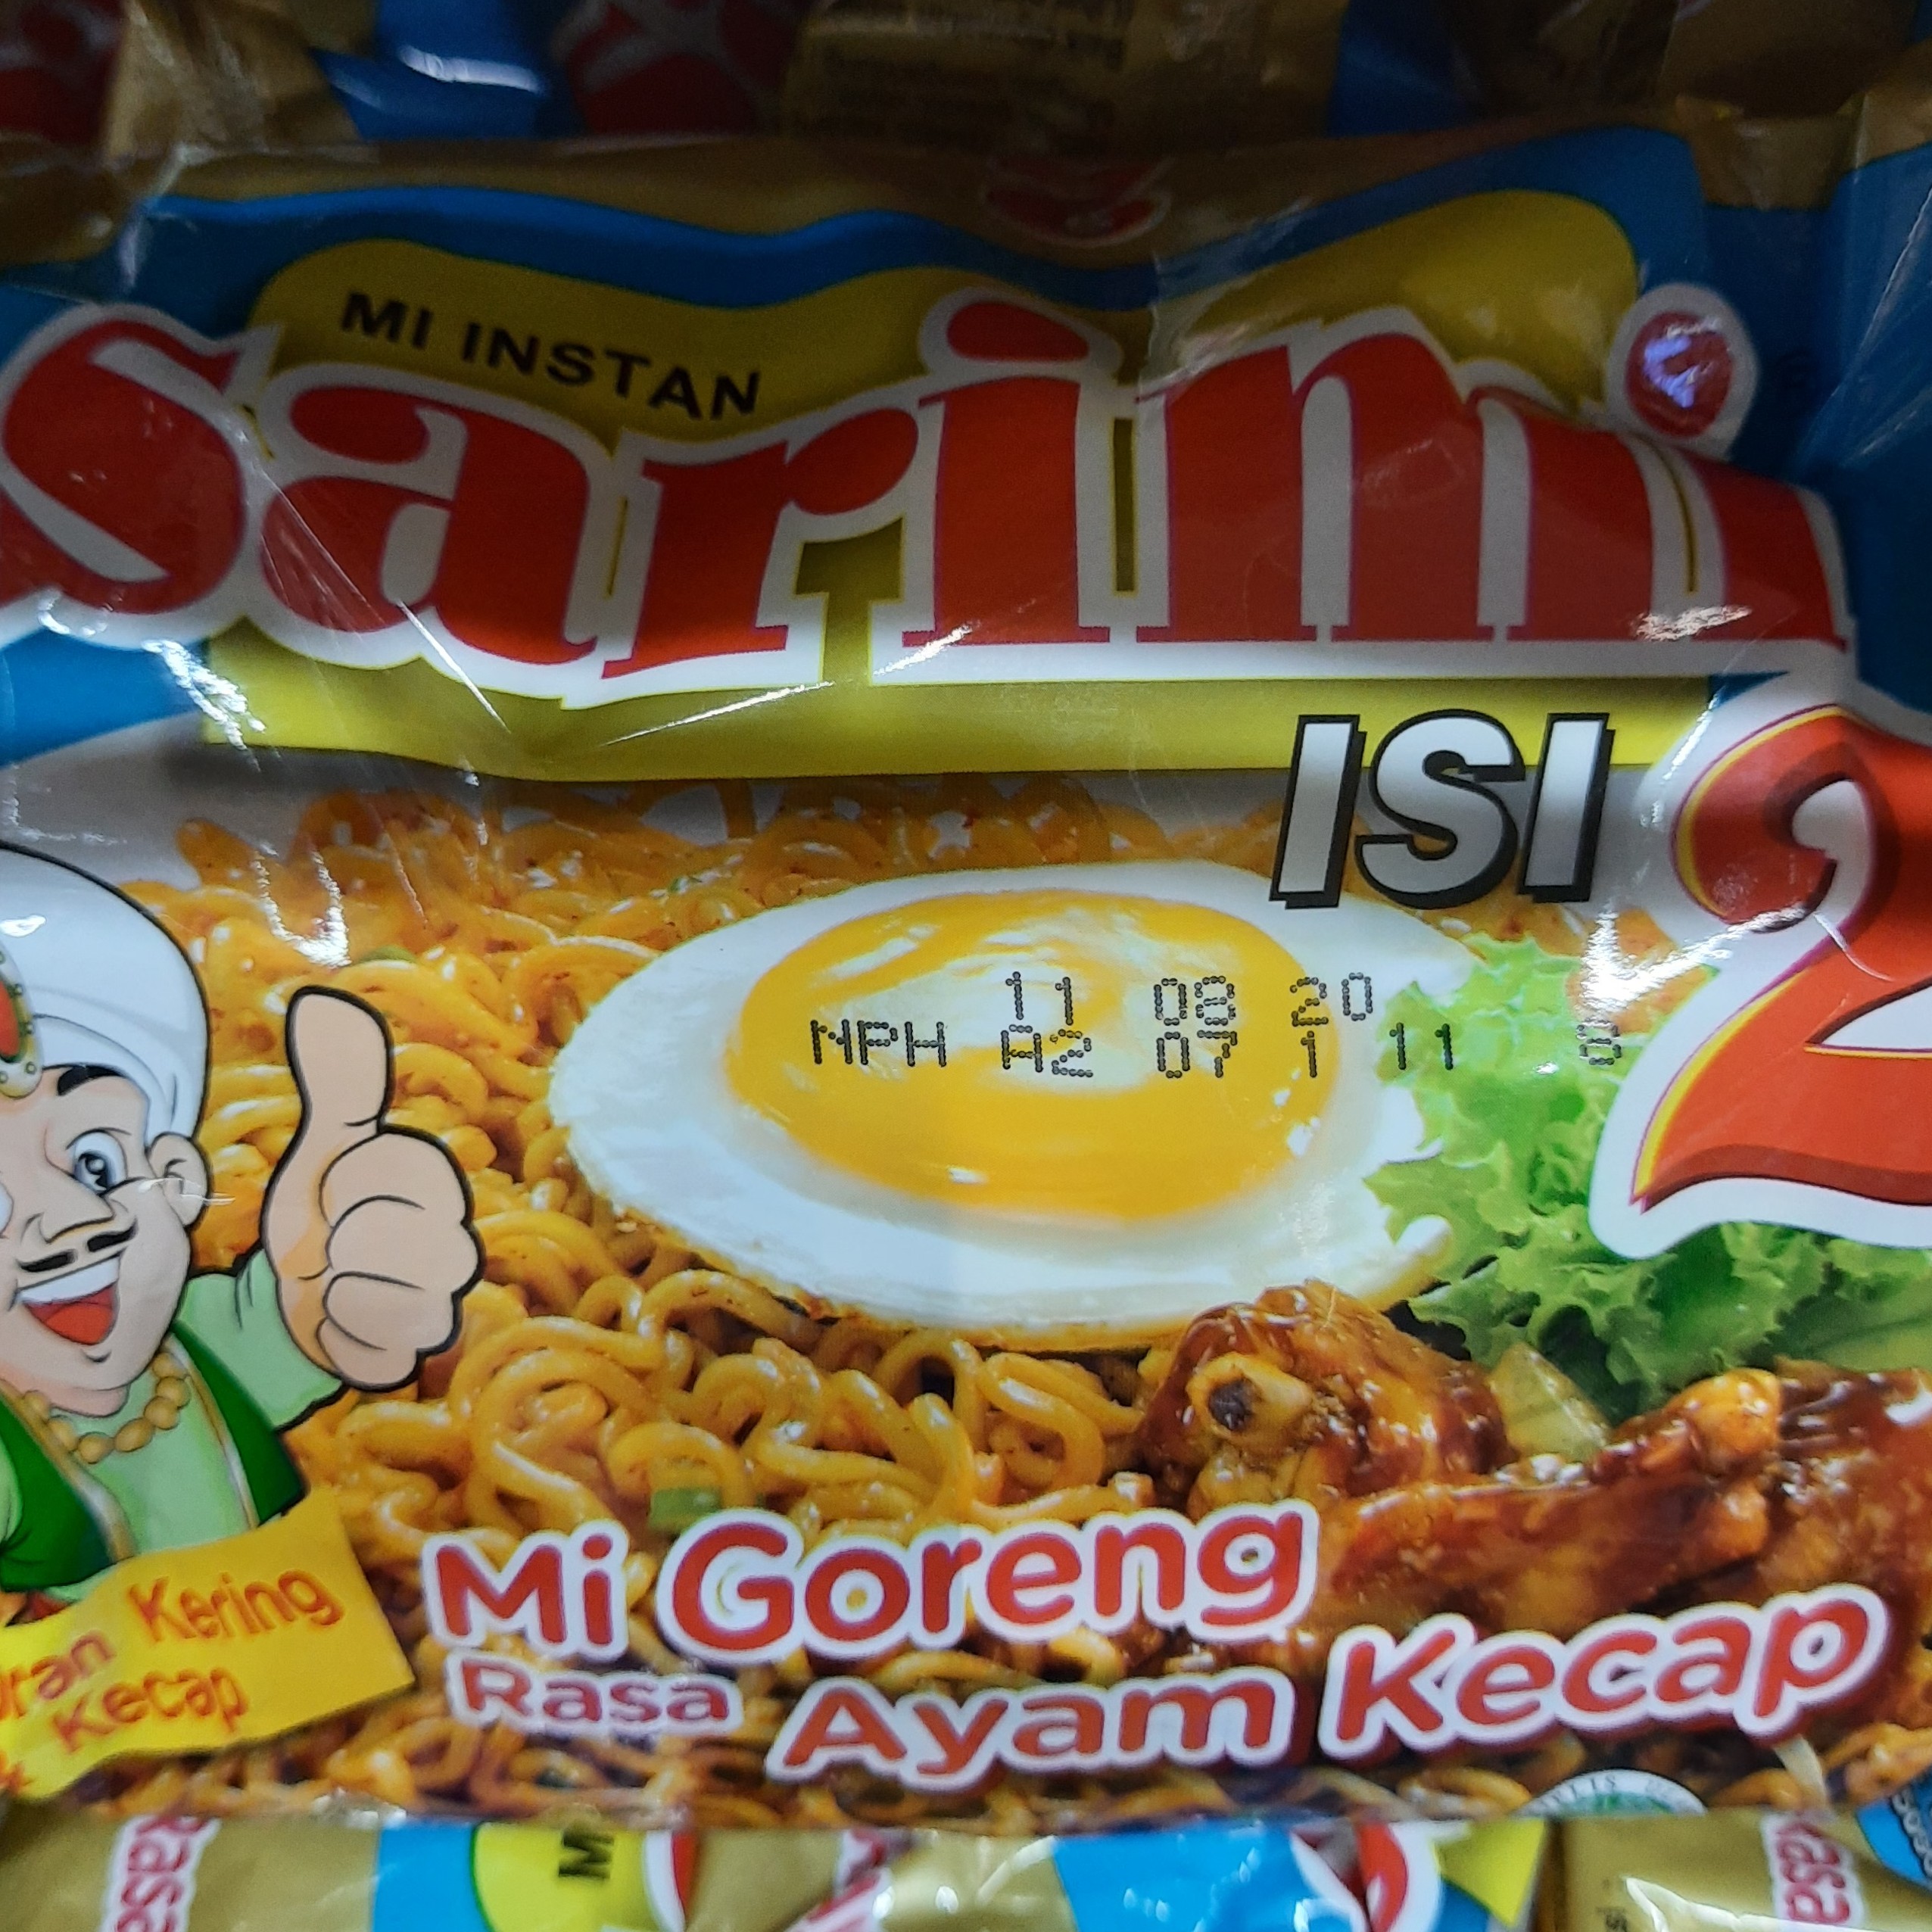 MI INSTAN
sarimi
ISI 2
11 08 20
NPH A2 07 1 11 8
Kering
Kecap
Mi Goreng
Rasa Ayam Kecap
Rasa